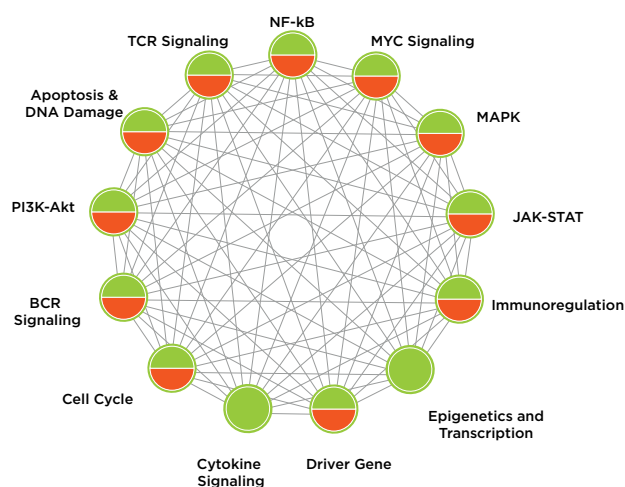 NF-kB
TCR Signaling
MYC Signaling
Apoptosis &
DNA Damage
MAPK
PI3K-Akt
JAK-STAT
BCR
Signaling
Immunoregulation
Cell Cycle
Epigenetics and
Transcription
Cytokine
Signaling
Driver Gene